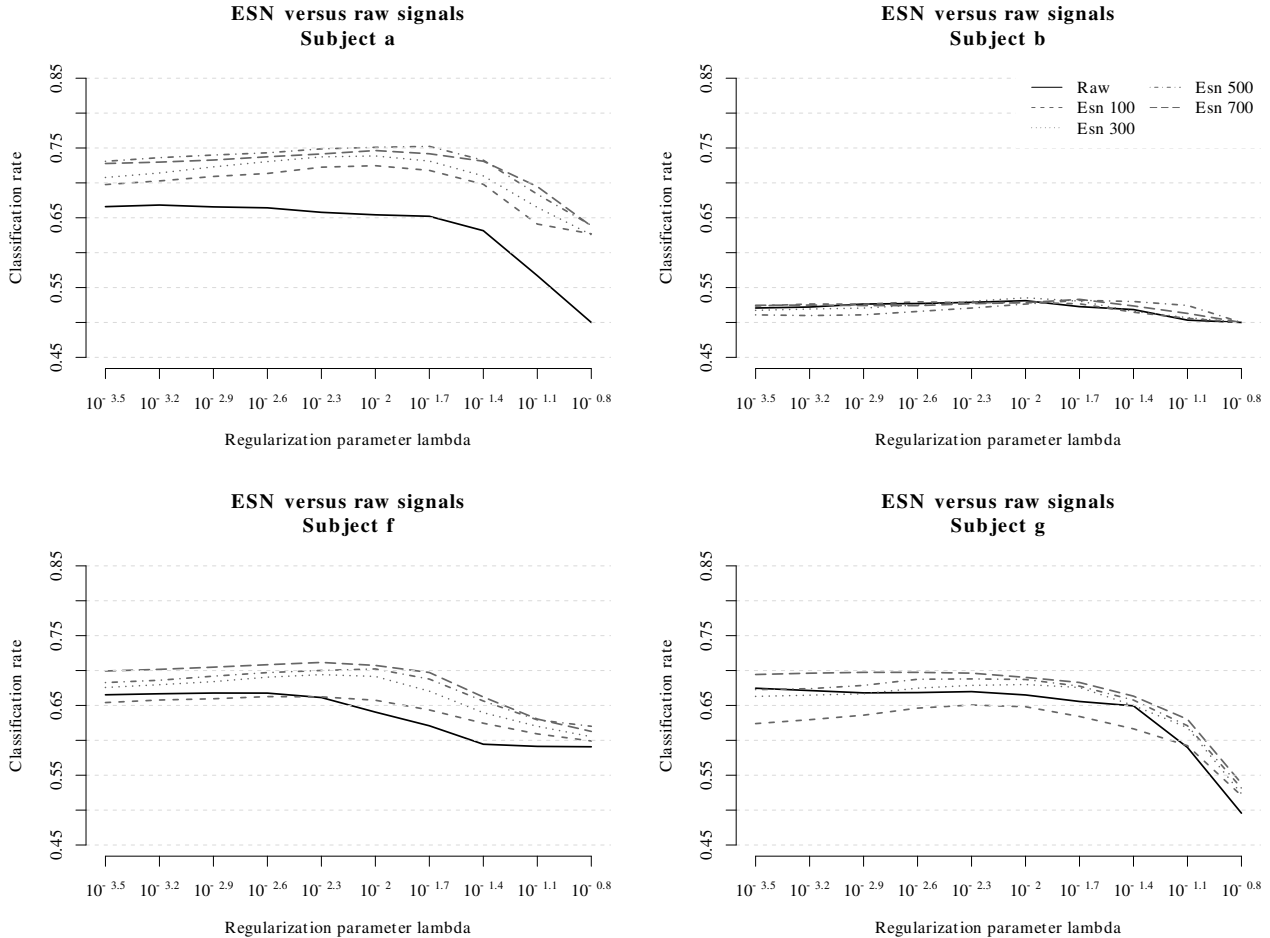 ESN versus raw signals
Subject a
Classification rate
0.85
0.75
0.65
0.55
0.45
10- 3.5 10- 3.2 10- 2.9 10- 2.6 10- 2.3 10- 2 10- 1.7 10- 1.4 10- 1.1 10- 0.8
Regularization parameter lambda
ESN versus raw signals
Subject b
Classification rate
0.85
0.75
0.65
0.55
0.45
Raw
Esn 100
Esn 300
Esn 500
Esn 700
10- 3.5 10- 3.2 10- 2.9 10- 2.6 10- 2.3 10- 2 10- 1.7 10- 1.4 10- 1.1 10- 0.8
Regularization parameter lambda
ESN versus raw signals
Subject f
Classification rate
0.85
0.75
0.65
0.55
0.45
10- 3.5 10- 3.2 10- 2.9 10- 2.6 10- 2.3 10- 2 10- 1.7 10- 1.4 10- 1.1 10- 0.8
Regularization parameter lambda
ESN versus raw signals
Subject g
Classification rate
0.85
0.75
0.65
0.55
0.45
10- 3.5 10- 3.2 10- 2.9 10- 2.6 10- 2.3 10- 2 10- 1.7 10- 1.4 10- 1.1 10- 0.8
Regularization parameter lambda